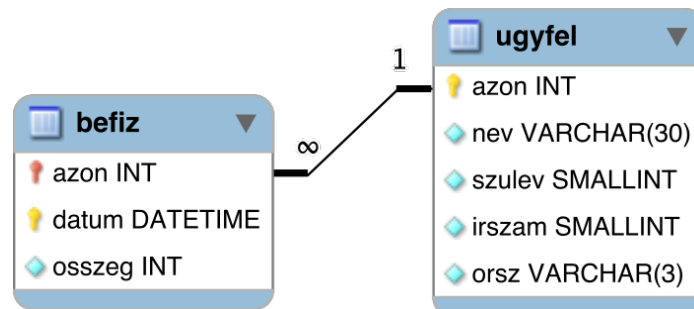 befiz
azon INT
datum DATETIME
osszeg INT
∞
1
ugyfel
azon INT
nev VARCHAR(30)
szulev SMALLINT
irszam SMALLINT
orsz VARCHAR(3)